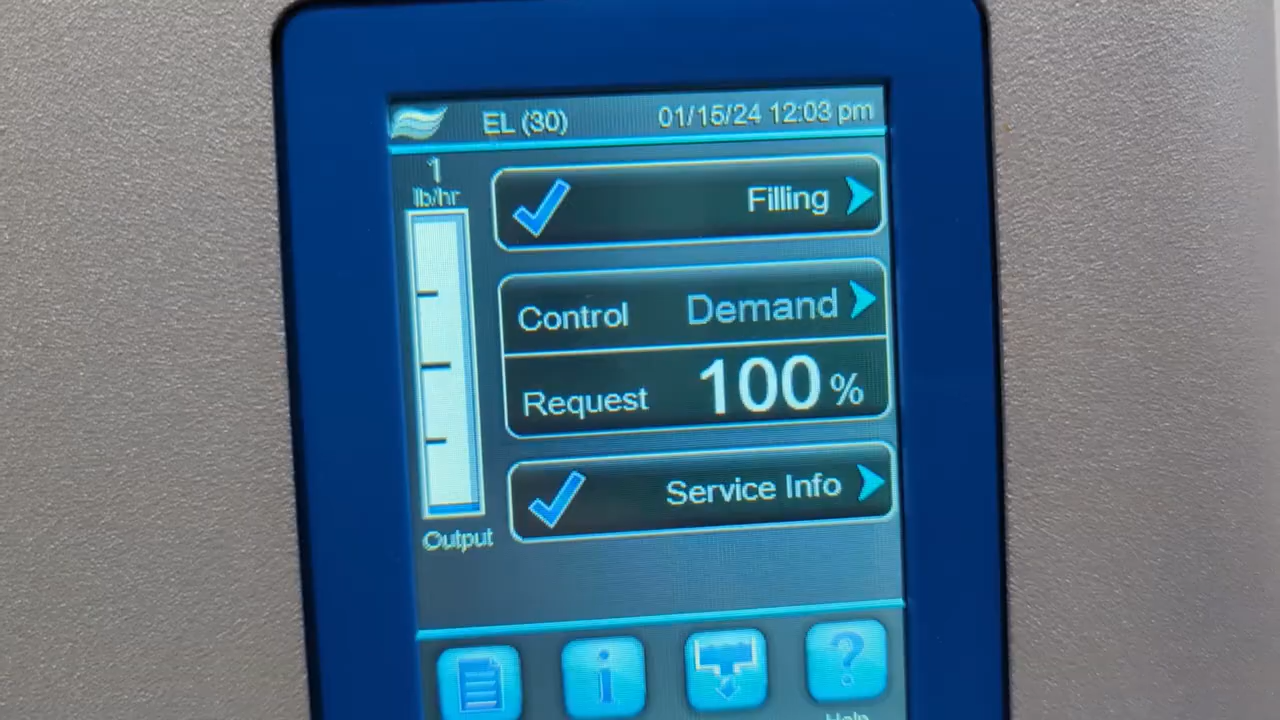 EL (30) 01/15/24 12:03 pm
1
lb/hr
Filling
Control Demand
Request 100 %
Service Info
Output
i
?
Help